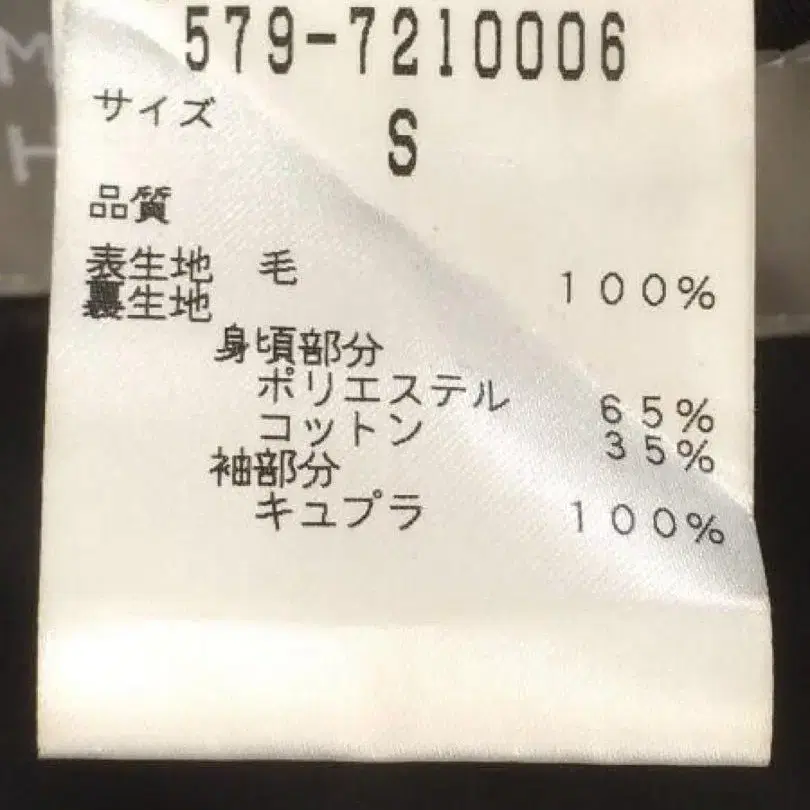 579-7210006
サイズ
S
品質
表生地 毛 100%
裏生地
身頃部分
ポリエステル 65%
コットン 35%
袖部分
キュプラ 100%